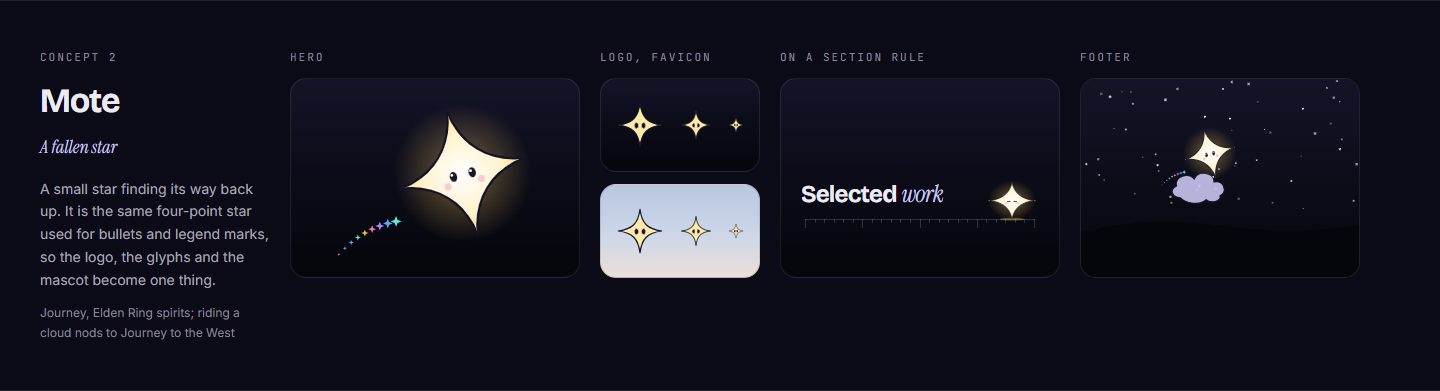 CONCEPT 2
Mote
A fallen star
A small star finding its way back
up. It is the same four-point star
used for bullets and legend marks,
so the logo, the glyphs and the
mascot become one thing.
Journey, Elden Ring spirits; riding a
cloud nods to Journey to the West
HERO
LOGO, FAVICON
ON A SECTION RULE
Selected work
FOOTER